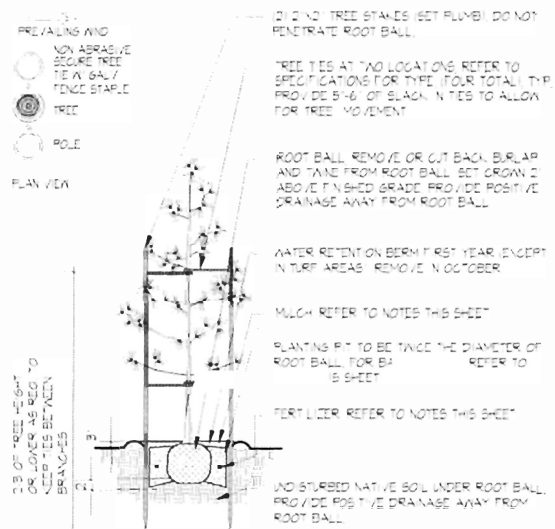 PREVAILING WIND
NON ABRASIVE
SECURE TREE
TIE W/ GALV
FENCE STAPLE
TREE
POLE
PLAN VIEW
(2) 2"X2" TREE STAKES (SET PLUMB). DO NOT
PENETRATE ROOT BALL.
TREE TIES AT TWO LOCATIONS, REFER TO
SPECIFICATIONS FOR TYPE (FOUR TOTAL), TYP.
PROVIDE 5"-6" OF SLACK IN TIES TO ALLOW
FOR TREE MOVEMENT
ROOT BALL, REMOVE OR CUT BACK BURLAP
AND TWINE FROM ROOT BALL. SET CROWN 2"
ABOVE FINISHED GRADE. PROVIDE POSITIVE
DRAINAGE AWAY FROM ROOT BALL
WATER RETENTION BERM FIRST YEAR (EXCEPT
IN TURF AREAS) REMOVE IN OCTOBER
MULCH REFER TO NOTES THIS SHEET
PLANTING PIT TO BE TWICE THE DIAMETER OF
ROOT BALL, FOR REFER TO
SHEET
FERTILIZER REFER TO NOTES THIS SHEET
UNDISTURBED NATIVE SOIL UNDER ROOT BALL,
PROVIDE POSITIVE DRAINAGE AWAY FROM
ROOT BALL
2/3 OF TREE HEIGHT
OR LOWER, AS REQ. TO
KEEP TIES BETWEEN
BRANCHES
3"
2"